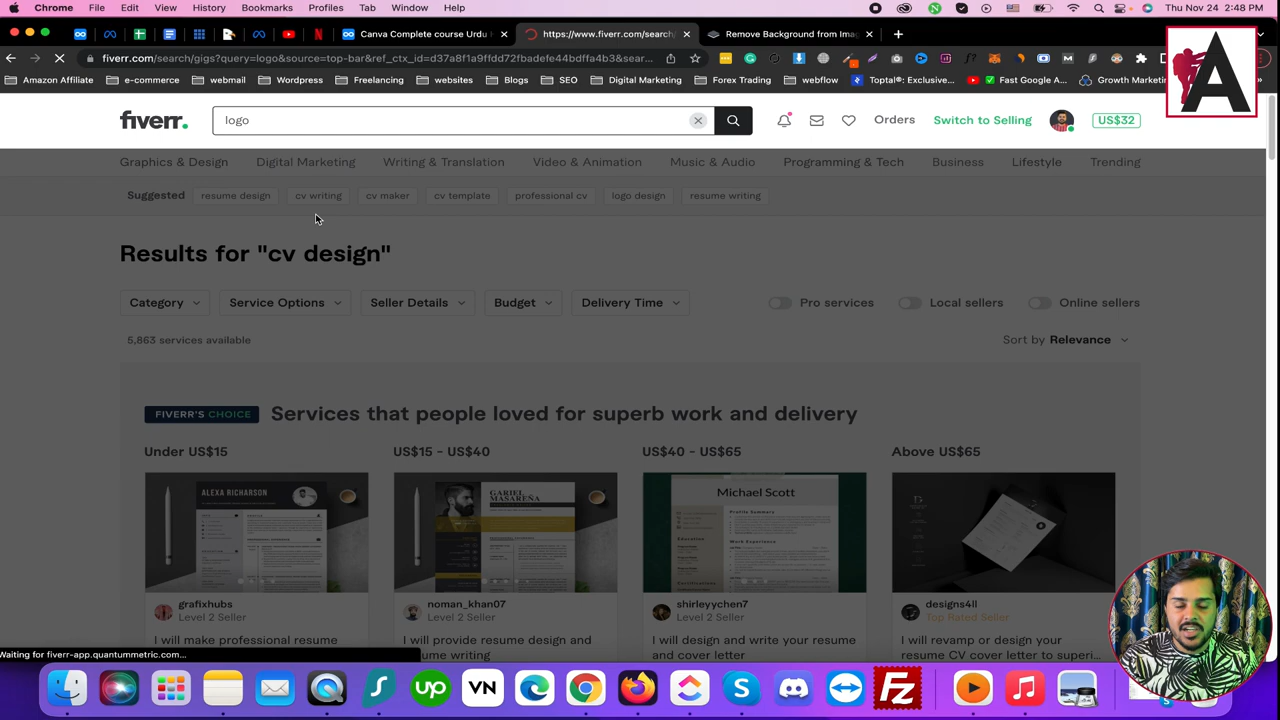 Chrome File Edit View History Bookmarks Profiles Tab Window Help Thu Nov 24 2:48 PM
Canva Complete course Urdu https://www.fiverr.com/search/ Remove Background from Imag
fiverr.com/search/gigs?query=logo&source=top-bar&ref_ctx_id=d37a8f1a9ffdd72fbadefe44bdffa4b3&sear...
Amazon Affiliate e-commerce webmail Wordpress Freelancing websites Blogs SEO Digital Marketing Forex Trading webflow Toptal®: Exclusive... Fast Google A... Growth Marketi
A
fiverr. logo Orders Switch to Selling US$32
Graphics & Design Digital Marketing Writing & Translation Video & Animation Music & Audio Programming & Tech Business Lifestyle Trending
Suggested resume design cv writing cv maker cv template professional cv logo design resume writing
Results for "cv design"
Category Service Options Seller Details Budget Delivery Time Pro services Local sellers Online sellers
5,863 services available Sort by Relevance
FIVERR'S CHOICE Services that people loved for superb work and delivery
Under US$15 US$15 - US$40 US$40 - US$65 Above US$65
ALEXA RICHARSON GARIEL MASAREÑA Michael Scott
grafixhubs noman_khan07 shirleyychen7 designs4ll
Level 2 Seller Level 2 Seller Level 2 Seller Top Rated Seller
I will make professional resume I will provide resume design and I will design and write your resume I will revamp or design your
resume writing and cover letter resume CV cover letter to superi...
Waiting for fiverr-app.quantummetric.com...
up VN Fz